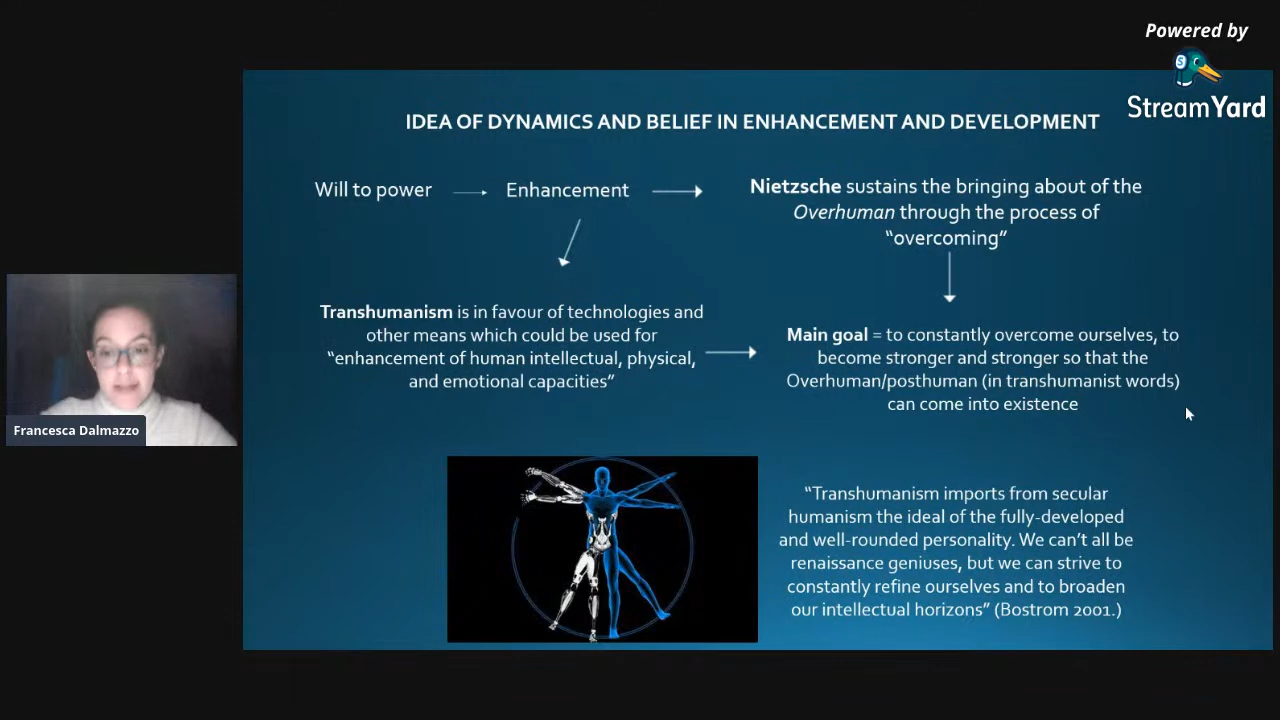 Powered by
StreamYard
IDEA OF DYNAMICS AND BELIEF IN ENHANCEMENT AND DEVELOPMENT
Will to power
Enhancement
Nietzsche sustains the bringing about of the
Overhuman through the process of
“overcoming”
Transhumanism is in favour of technologies and
other means which could be used for
“enhancement of human intellectual, physical,
and emotional capacities”
Main goal = to constantly overcome ourselves, to
become stronger and stronger so that the
Overhuman/posthuman (in transhumanist words)
can come into existence
Francesca Dalmazzo
“Transhumanism imports from secular
humanism the ideal of the fully-developed
and well-rounded personality. We can’t all be
renaissance geniuses, but we can strive to
constantly refine ourselves and to broaden
our intellectual horizons” (Bostrom 2001.)